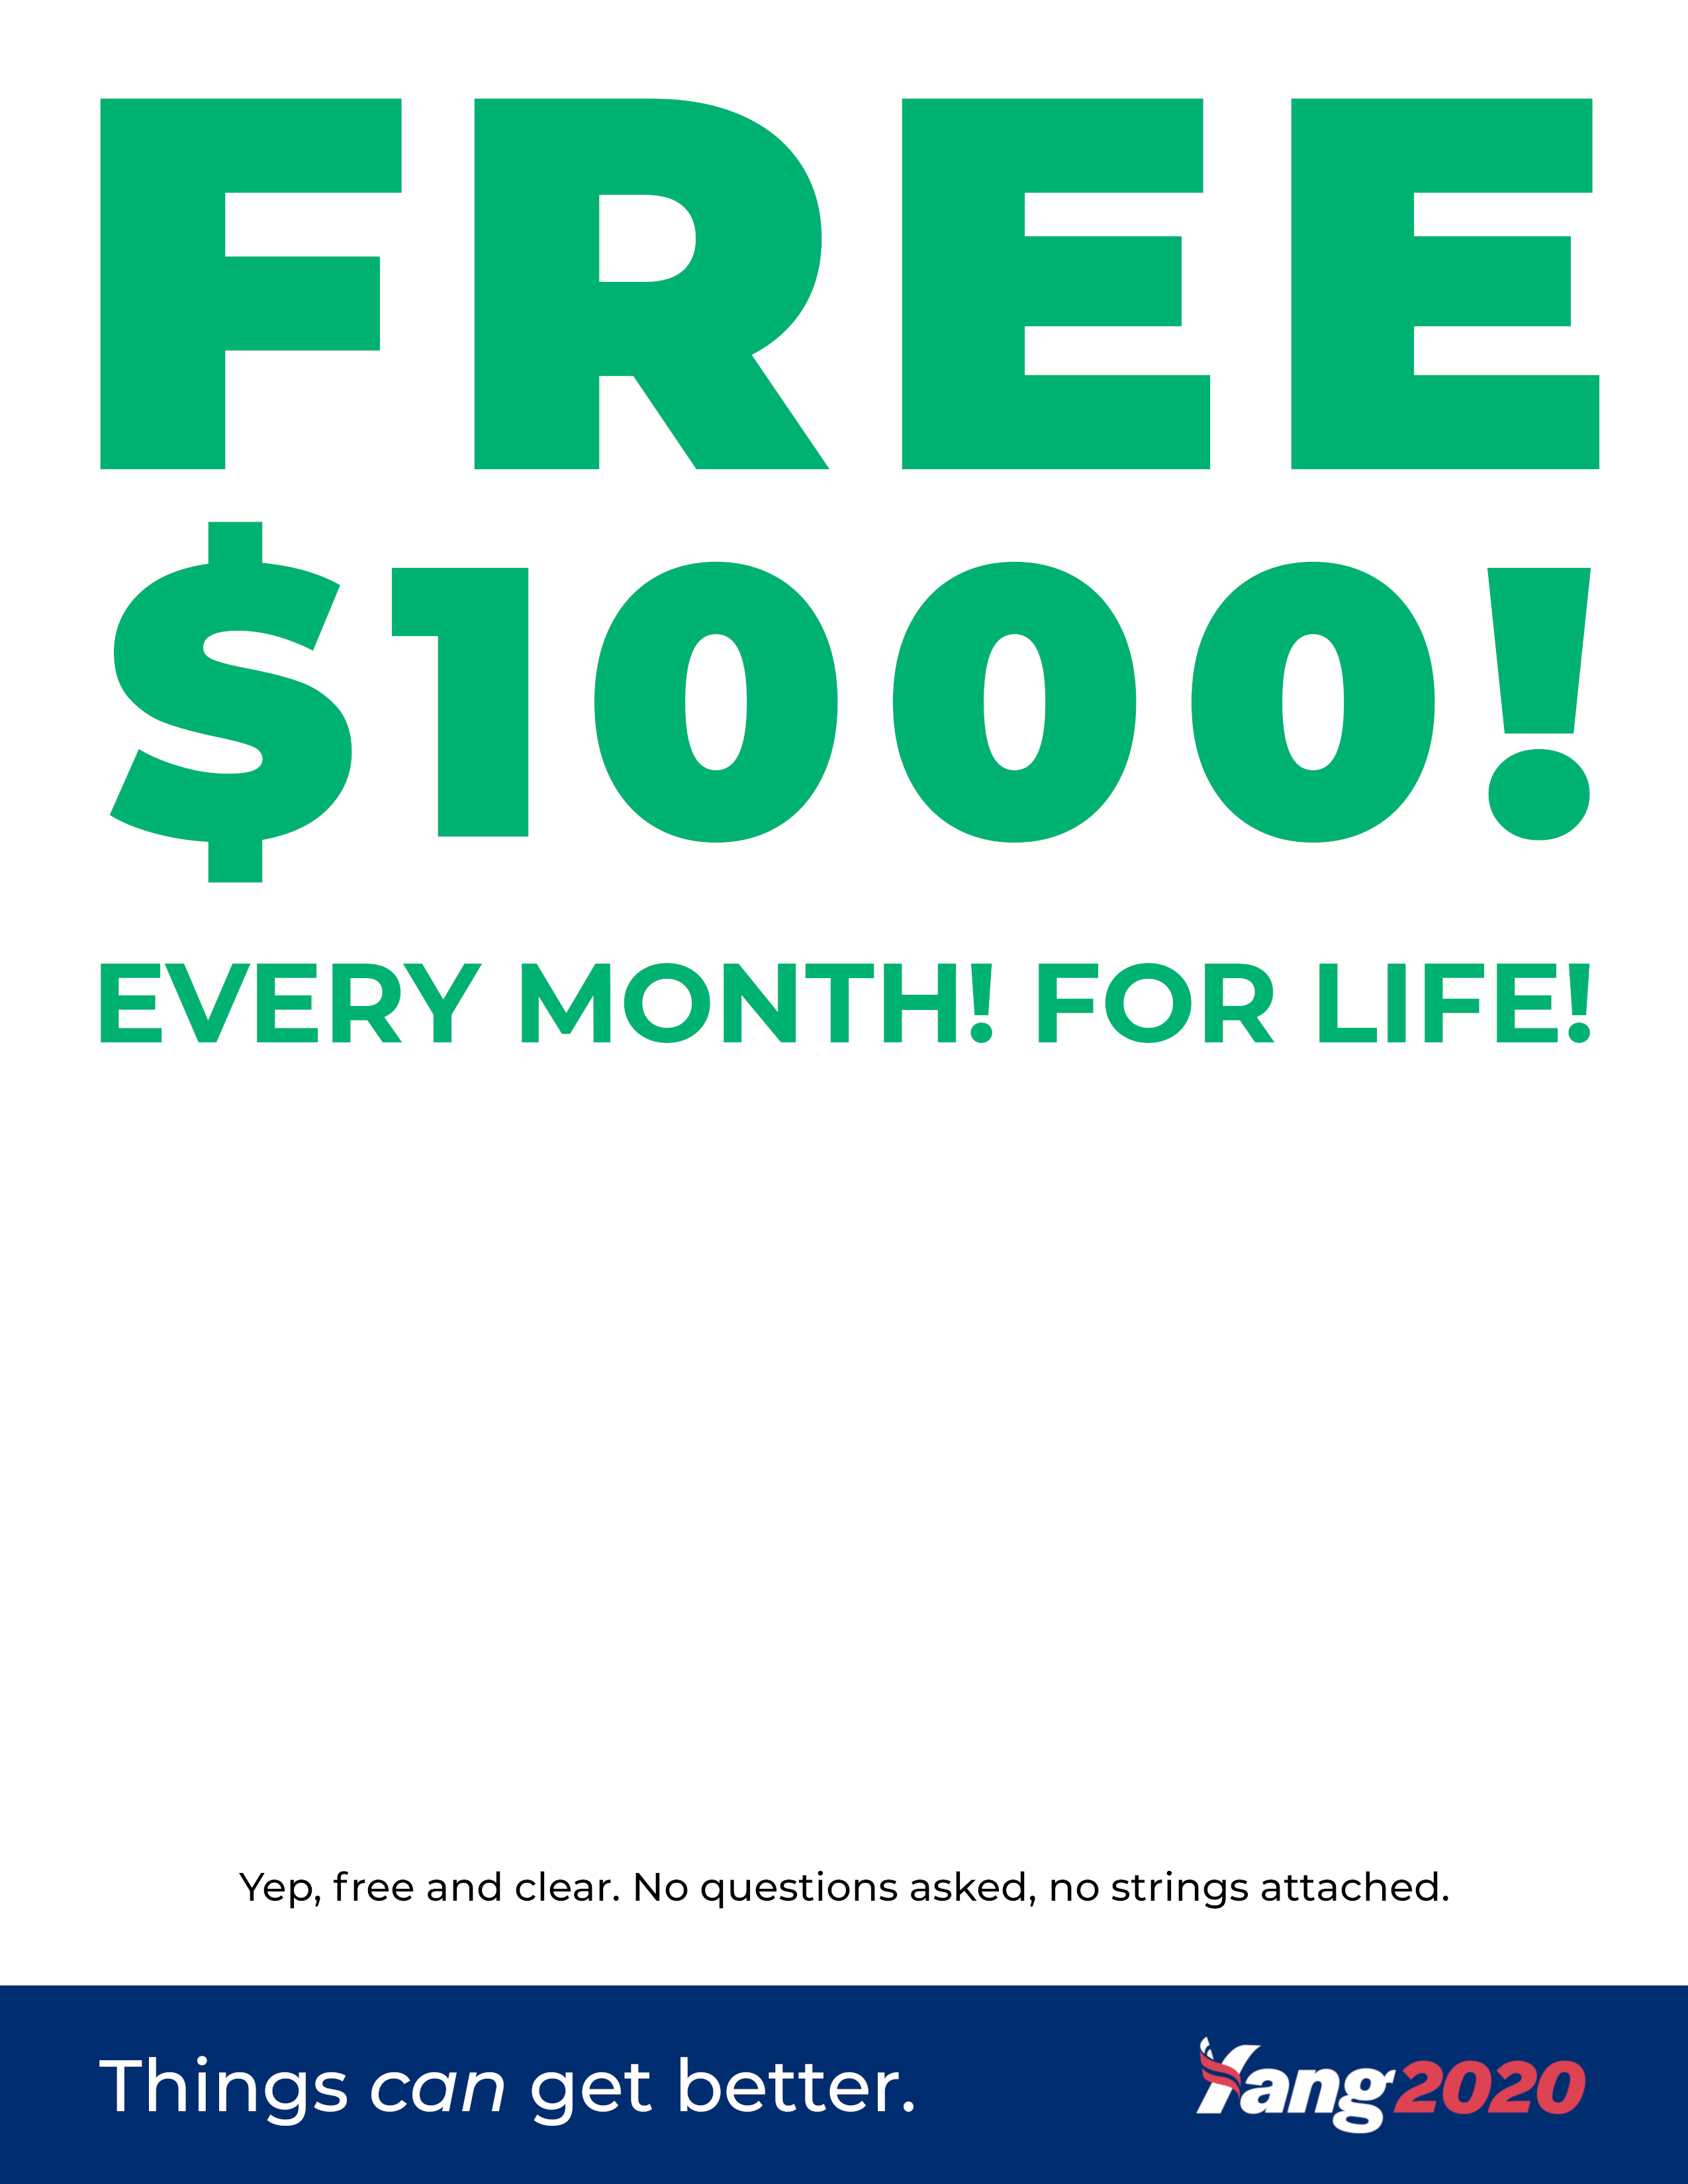 FREE
$1000!
EVERY MONTH! FOR LIFE!
Yep, free and clear. No questions asked, no strings attached.
Things can get better.
Yang2020